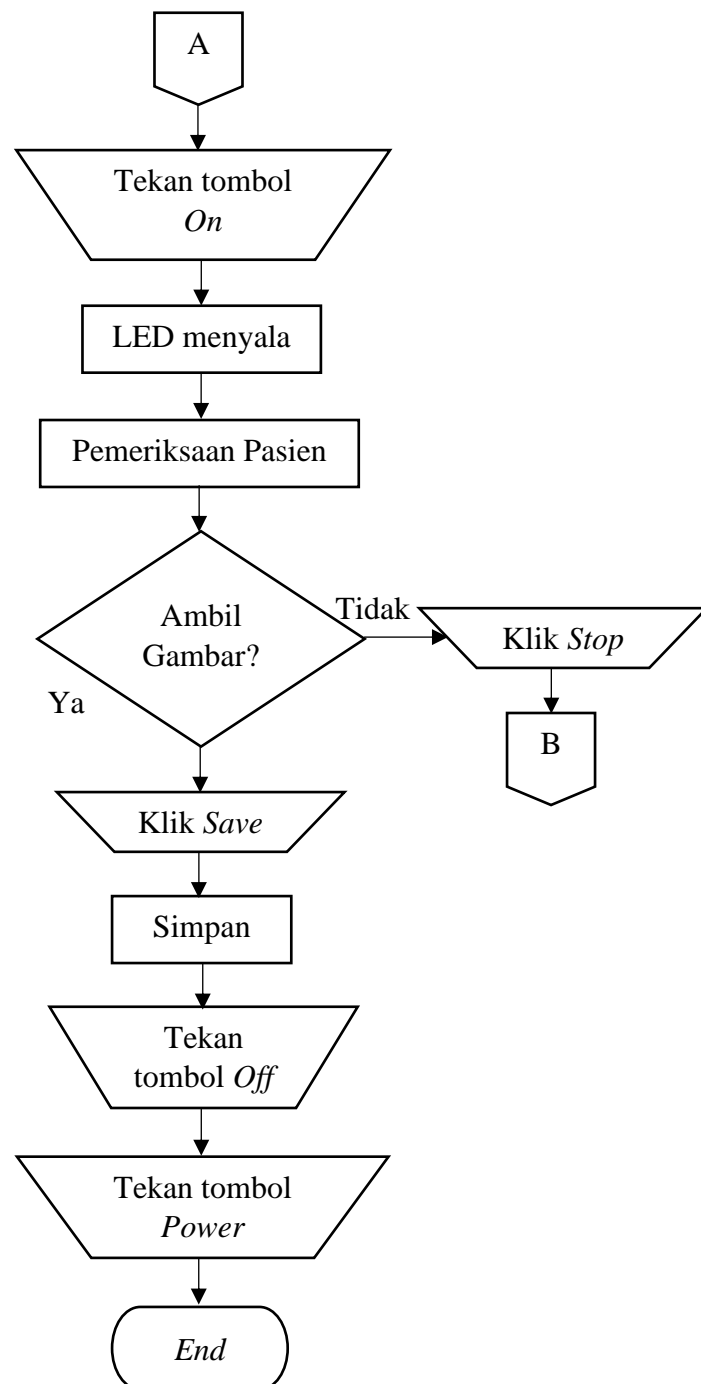 A
Tekan tombol
On
LED menyala
Pemeriksaan Pasien
Ambil
Gambar?
Tidak
Klik Stop
Ya
B
Klik Save
Simpan
Tekan
tombol Off
Tekan tombol
Power
End